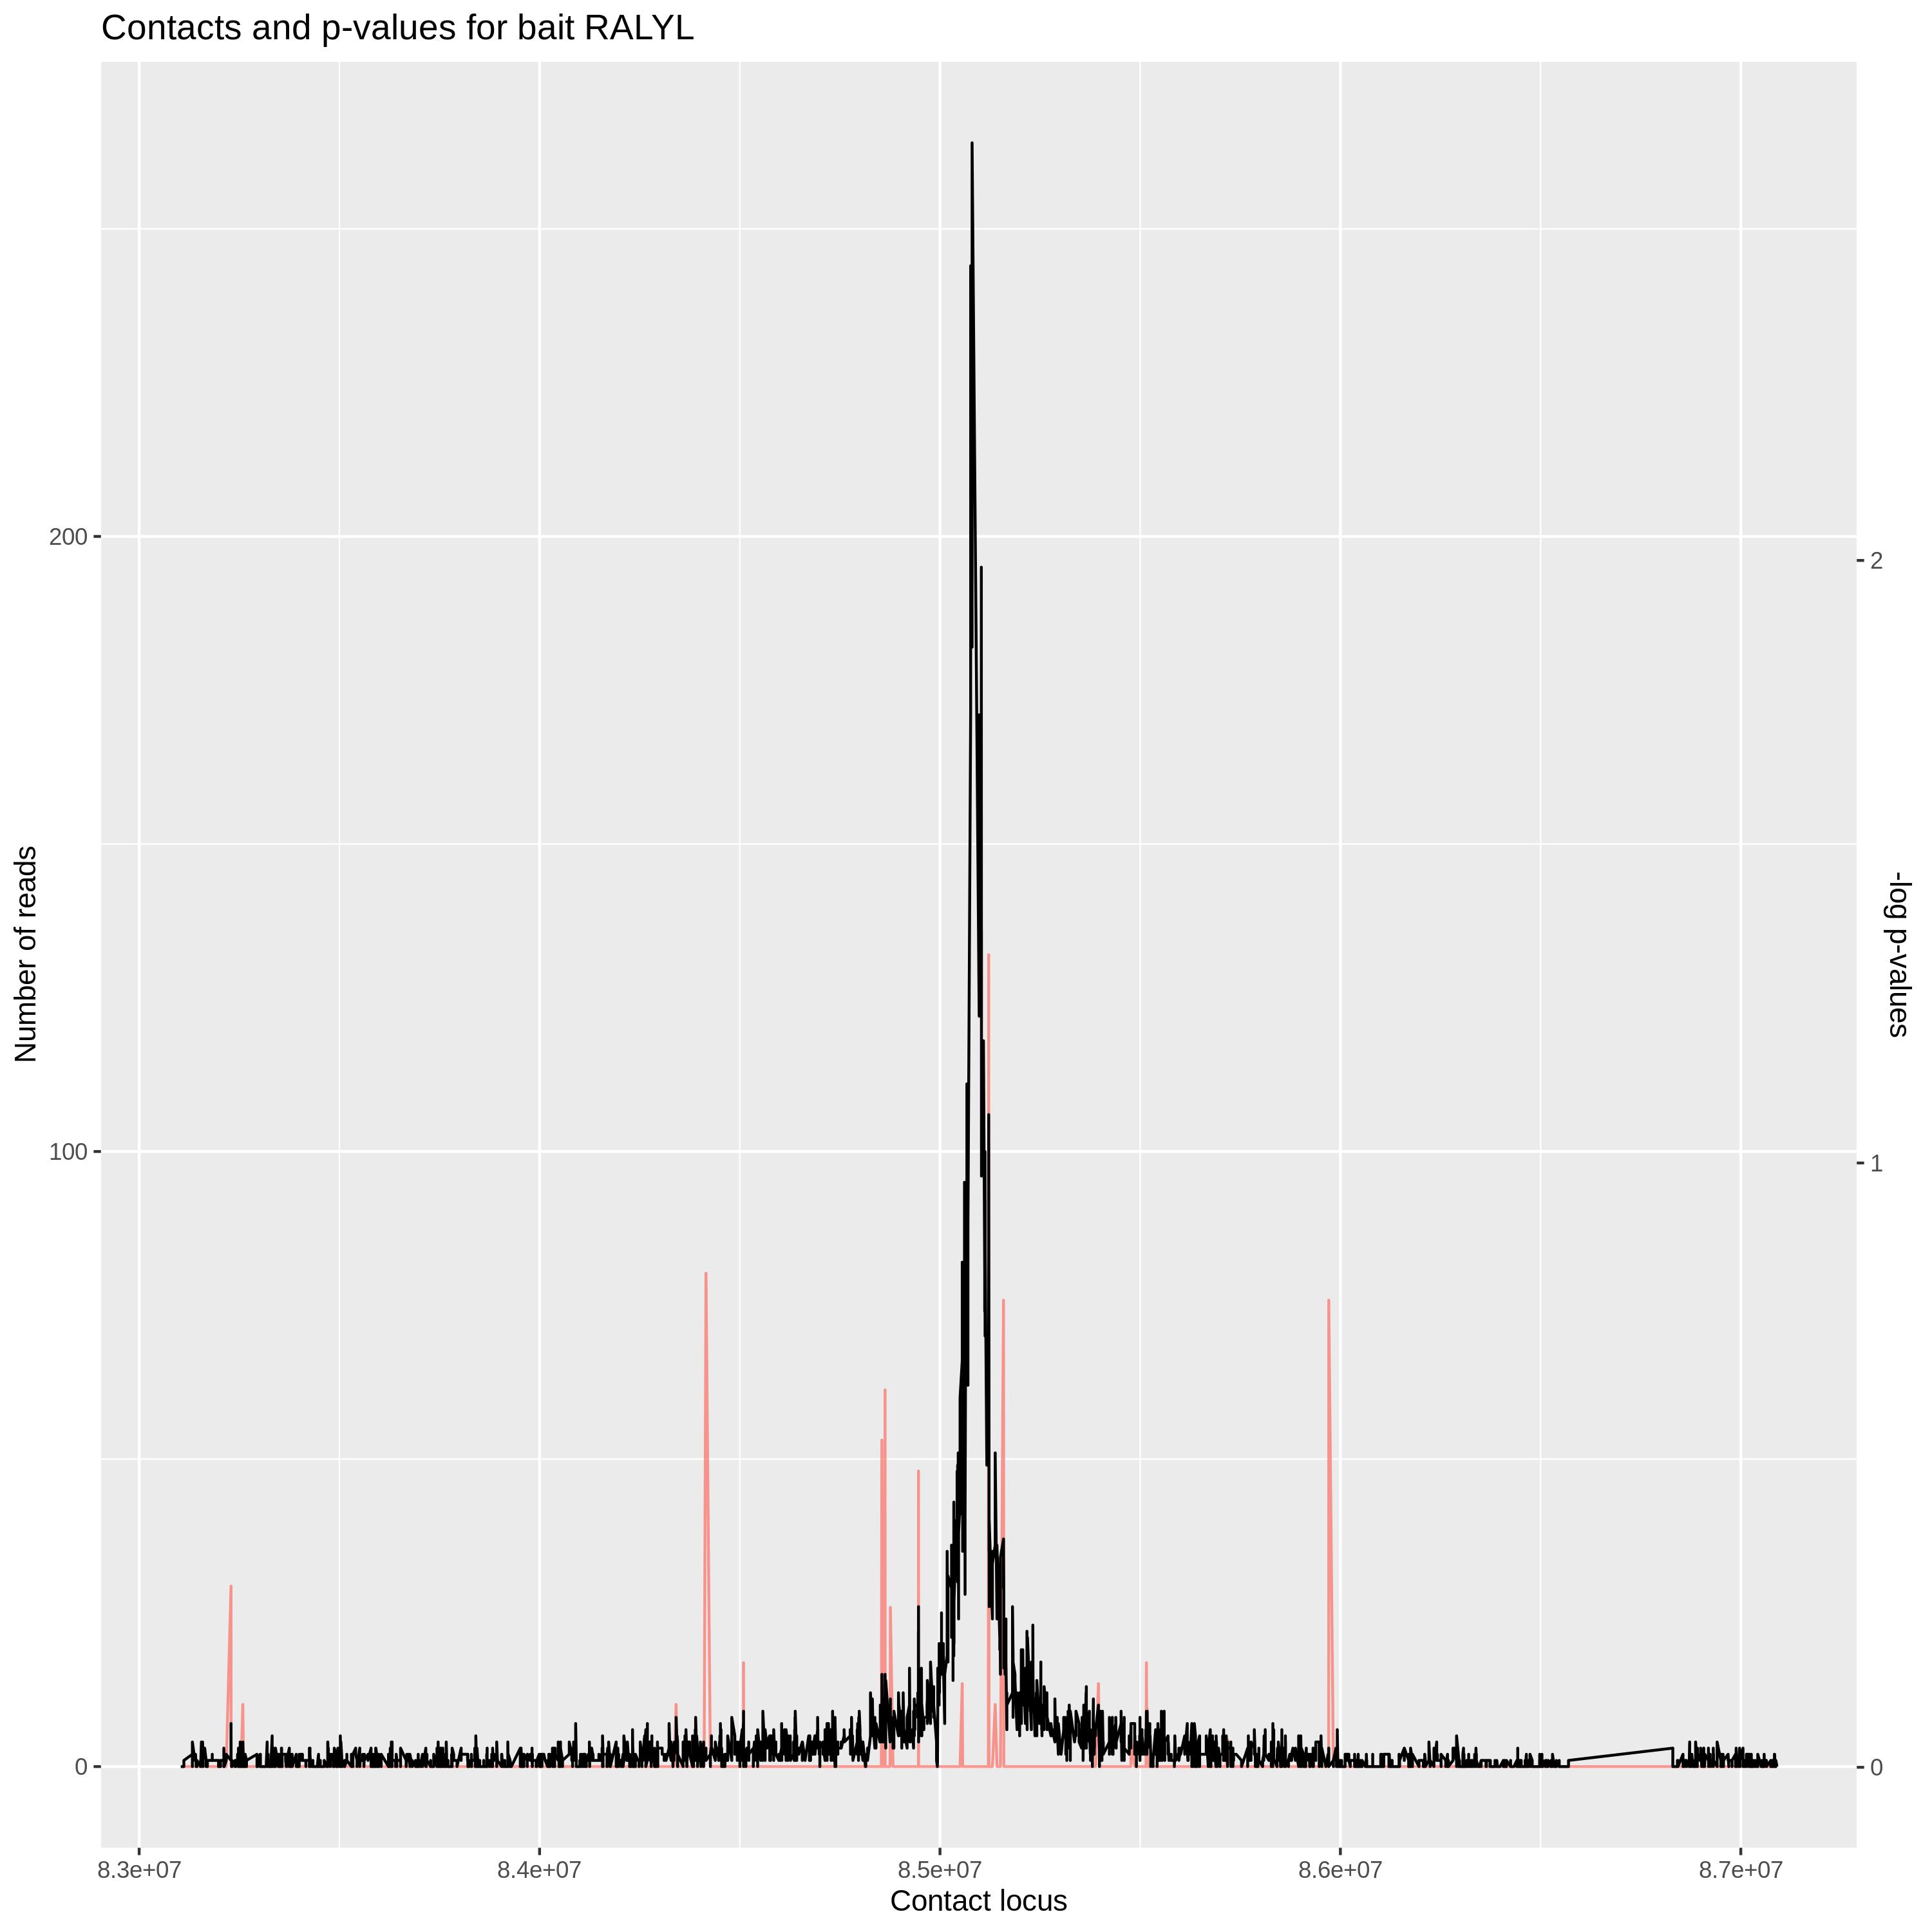 Contacts and p-values for bait RALYL
200
100
0
Number of reads
2
1
0
-log p-values
8.3e+07
8.4e+07
8.5e+07
8.6e+07
8.7e+07
Contact locus